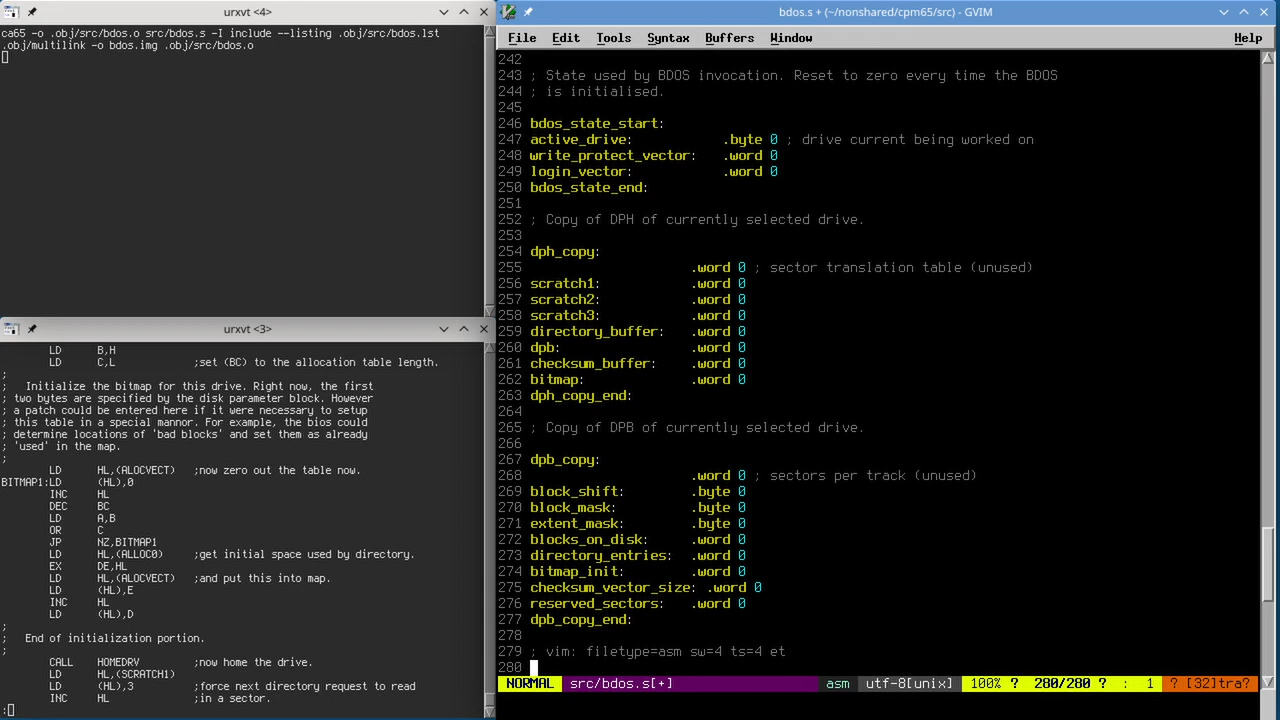 urxvt <4>
ca65 -o .obj/src/bdos.o src/bdos.s -I include --listing .obj/src/bdos.lst
.obj/multilink -o bdos.img .obj/src/bdos.o
urxvt <3>
LD B,H
LD C,L ;set (BC) to the allocation table length.
;
; Initialize the bitmap for this drive. Right now, the first
; two bytes are specified by the disk parameter block. However
; a patch could be entered here if it were necessary to setup
; this table in a special mannor. For example, the bios could
; determine locations of 'bad blocks' and set them as already
; 'used' in the map.
;
LD HL,(ALOCVECT) ;now zero out the table now.
BITMAP1:LD (HL),0
INC HL
DEC BC
LD A,B
OR C
JP NZ,BITMAP1
LD HL,(ALLOC0) ;get initial space used by directory.
EX DE,HL
LD HL,(ALOCVECT) ;and put this into map.
LD (HL),E
INC HL
LD (HL),D
;
; End of initialization portion.
;
CALL HOMEDRV ;now home the drive.
LD HL,(SCRATCH1)
LD (HL),3 ;force next directory request to read
INC HL ;in a sector.
:
bdos.s + (~/nonshared/cpm65/src) - GVIM
File Edit Tools Syntax Buffers Window Help
242
243 ; State used by BDOS invocation. Reset to zero every time the BDOS
244 ; is initialised.
245
246 bdos_state_start:
247 active_drive: .byte 0 ; drive current being worked on
248 write_protect_vector: .word 0
249 login_vector: .word 0
250 bdos_state_end:
251
252 ; Copy of DPH of currently selected drive.
253
254 dph_copy:
255 .word 0 ; sector translation table (unused)
256 scratch1: .word 0
257 scratch2: .word 0
258 scratch3: .word 0
259 directory_buffer: .word 0
260 dpb: .word 0
261 checksum_buffer: .word 0
262 bitmap: .word 0
263 dph_copy_end:
264
265 ; Copy of DPB of currently selected drive.
266
267 dpb_copy:
268 .word 0 ; sectors per track (unused)
269 block_shift: .byte 0
270 block_mask: .byte 0
271 extent_mask: .byte 0
272 blocks_on_disk: .word 0
273 directory_entries: .word 0
274 bitmap_init: .word 0
275 checksum_vector_size: .word 0
276 reserved_sectors: .word 0
277 dpb_copy_end:
278
279 ; vim: filetype=asm sw=4 ts=4 et
280
NORMAL src/bdos.s[+] asm utf-8[unix] 100% ? 280/280 ? : 1 ? [32]tra?